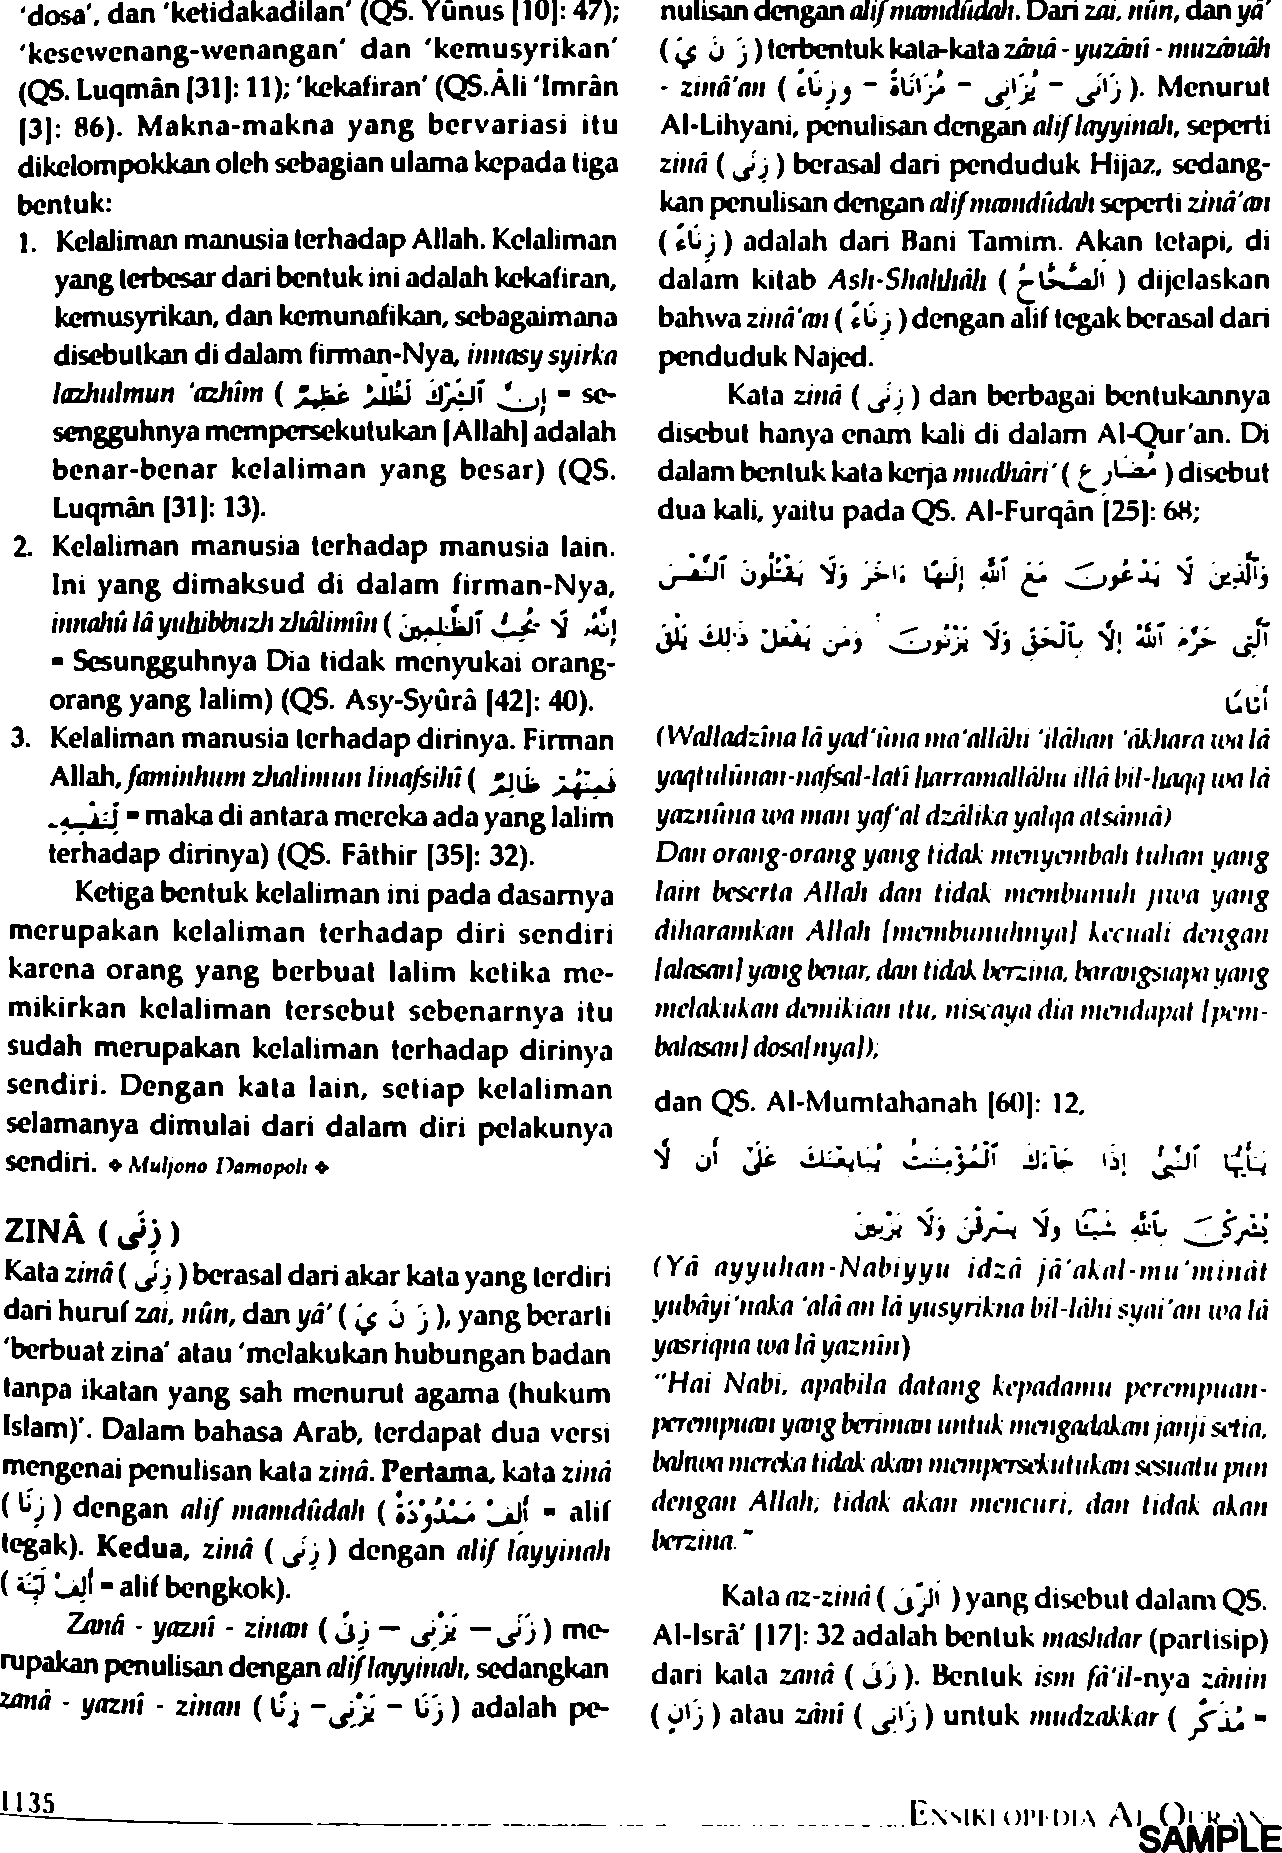 'dosa', dan 'ketidakadilan' (QS. Yûnus [10]: 47);
'kesewenang-wenangan' dan 'kemusyrikan'
(QS. Luqmân [31]: 11); 'kekafiran' (QS.Âli 'Imrân
[3]: 86). Makna-makna yang bervariasi itu
dikelompokkan oleh sebagian ulama kepada tiga
bentuk:
1. Kelaliman manusia terhadap Allah. Kelaliman
yang terbesar dari bentuk ini adalah kekafiran,
kemusyrikan, dan kemunafikan, sebagaimana
disebutkan di dalam firman-Nya, innasy syirka
lazhulmun 'azhîm ( إِنَّ ٱلشِّرْكَ لَظُلْمٌ عَظِيمٌ = se-
sengguhnya mempersekutukan [Allah] adalah
benar-benar kelaliman yang besar) (QS.
Luqmân [31]: 13).
2. Kelaliman manusia terhadap manusia lain.
Ini yang dimaksud di dalam firman-Nya,
innahû lâ yuhibbuzh zhâlimîn ( إِنَّهُۥ لَا يُحِبُّ ٱلظَّٰلِمِينَ
= Sesungguhnya Dia tidak menyukai orang-
orang yang lalim) (QS. Asy-Syûrâ [42]: 40).
3. Kelaliman manusia terhadap dirinya. Firman
Allah, faminhum zhalimun linafsihî ( فَمِنْهُمْ ظَالِمٌ
لِّنَفْسِهِۦ = maka di antara mereka ada yang lalim
terhadap dirinya) (QS. Fâthir [35]: 32).
Ketiga bentuk kelaliman ini pada dasarnya
merupakan kelaliman terhadap diri sendiri
karena orang yang berbuat lalim ketika me-
mikirkan kelaliman tersebut sebenarnya itu
sudah merupakan kelaliman terhadap dirinya
sendiri. Dengan kata lain, setiap kelaliman
selamanya dimulai dari dalam diri pelakunya
sendiri. ♦ Muljono Damopoli ♦
ZINÂ ( زِنًى )
Kata zinâ ( زِنًى ) berasal dari akar kata yang terdiri
dari huruf zai, nûn, dan yâ' ( ز ن ي ), yang berarti
'berbuat zina' atau 'melakukan hubungan badan
tanpa ikatan yang sah menurut agama (hukum
Islam)'. Dalam bahasa Arab, terdapat dua versi
mengenai penulisan kata zinâ. Pertama, kata zinâ
( زِنًا ) dengan alif mamdûdah ( أَلِفٌ مَمْدُوْدَةٌ = alif
tegak). Kedua, zinâ ( زِنًى ) dengan alif layyinah
( أَلِفٌ لَيِّنَة = alif bengkok).
Zanâ - yaznî - zinan ( زَنَى – يَزْنِي – زِنًى ) me-
rupakan penulisan dengan alif layyinah, sedangkan
zanâ - yaznî - zinan ( زَنَا – يَزْنِي – زِنًا ) adalah pe-
nulisan dengan alif mamdûdah. Dari zai, nûn, dan yâ'
( ز ن ي ) terbentuk kata-kata zânâ - yuzânî - muzânâh
- zinâ'an ( زَانَى – يُزَانِي – مُزَانَاةً – وَزِنَاءً ). Menurut
Al-Lihyani, penulisan dengan alif layyinah, seperti
zinâ ( زِنًى ) berasal dari penduduk Hijaz, sedang-
kan penulisan dengan alif mamdûdah seperti zinâ'an
( زِنَاءً ) adalah dari Bani Tamim. Akan tetapi, di
dalam kitab Ash-Shahhâh ( الصَّحَّاحُ ) dijelaskan
bahwa zinâ'an ( زِنَاءً ) dengan alif tegak berasal dari
penduduk Najed.
Kata zinâ ( زِنًى ) dan berbagai bentukannya
disebut hanya enam kali di dalam Al-Qur'an. Di
dalam bentuk kata kerja mudhâri' ( مُضَارِع ) disebut
dua kali, yaitu pada QS. Al-Furqân [25]: 68;
وَٱلَّذِينَ لَا يَدْعُونَ مَعَ ٱللَّهِ إِلَٰهًا ءَاخَرَ وَلَا يَقْتُلُونَ ٱلنَّفْسَ
ٱلَّتِى حَرَّمَ ٱللَّهُ إِلَّا بِٱلْحَقِّ وَلَا يَزْنُونَ ۚ وَمَن يَفْعَلْ ذَٰلِكَ يَلْقَ
أَثَامًا
(Walladzîna lâ yad'ûna ma'allâhi 'ilâhan 'âkhara wa lâ
yaqtulûnan-nafsal-latî harramallâhu illâ bil-haqq wa lâ
yaznûna wa man yaf'al dzâlika yalqa atsâmâ)
Dan orang-orang yang tidak menyembah tuhan yang
lain beserta Allah dan tidak membunuh jiwa yang
diharamkan Allah [membunuhnya] kecuali dengan
[alasan] yang benar, dan tidak berzina, barangsiapa yang
melakukan demikian itu, niscaya dia mendapat [pem-
balasan] dosa[nya]);
dan QS. Al-Mumtahanah [60]: 12,
يَٰٓأَيُّهَا ٱلنَّبِىُّ إِذَا جَآءَكَ ٱلْمُؤْمِنَٰتُ يُبَايِعْنَكَ عَلَىٰٓ أَن لَّا
يُشْرِكْنَ بِٱللَّهِ شَيْـًٔا وَلَا يَسْرِقْنَ وَلَا يَزْنِينَ
(Yâ ayyuhan-Nabiyyu idzâ jâ'akal-mu'minât
yubâyi'naka 'alâ an lâ yusyrikna bil-lâhi syai'an wa lâ
yasriqna wa lâ yaznîn)
"Hai Nabi, apabila datang kepadamu perempuan-
perempuan yang beriman untuk mengadakan janji setia,
bahwa mereka tidak akan mempersekutukan sesuatu pun
dengan Allah; tidak akan mencuri, dan tidak akan
berzina."
Kata az-zinâ ( الزِّنَى ) yang disebut dalam QS.
Al-Isrâ' [17]: 32 adalah bentuk mashdar (partisip)
dari kata zanâ ( زَنَى ). Bentuk ism fâ'il-nya zânin
( زَانٍ ) atau zânî ( زَانِي ) untuk mudzakkar ( مُذَكَّرٌ =
1135
ENSIKLOPEDIA AL-QUR'AN
SAMPLE